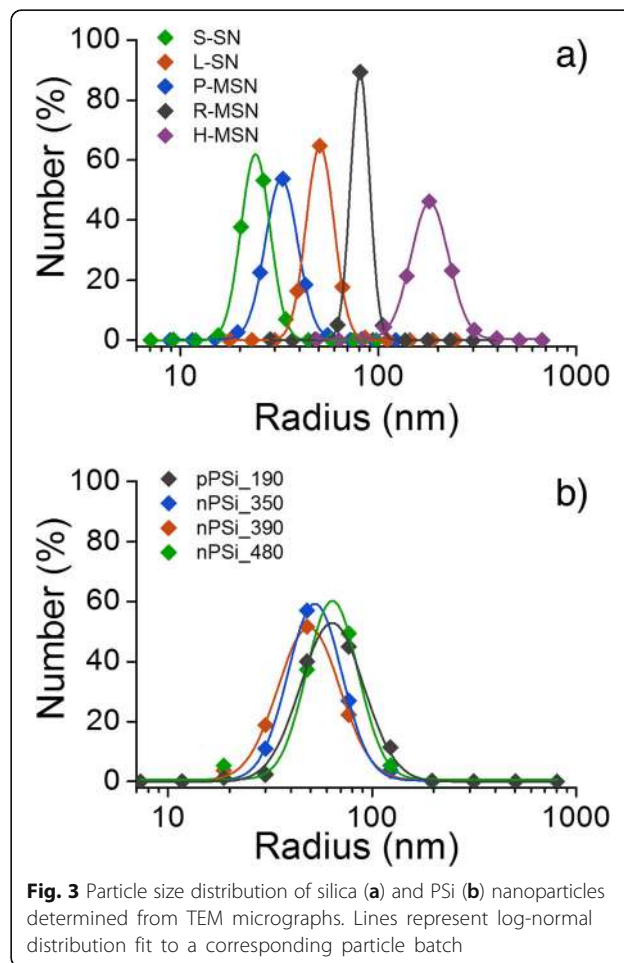 100
80
60
40
20
0
Number (%)
S-SN
L-SN
P-MSN
R-MSN
H-MSN
a)
10
100
1000
Radius (nm)
100
80
60
40
20
0
Number (%)
pPSi_190
nPSi_350
nPSi_390
nPSi_480
b)
10
100
1000
Radius (nm)
Fig. 3 Particle size distribution of silica (a) and PSi (b) nanoparticles
determined from TEM micrographs. Lines represent log-normal
distribution fit to a corresponding particle batch